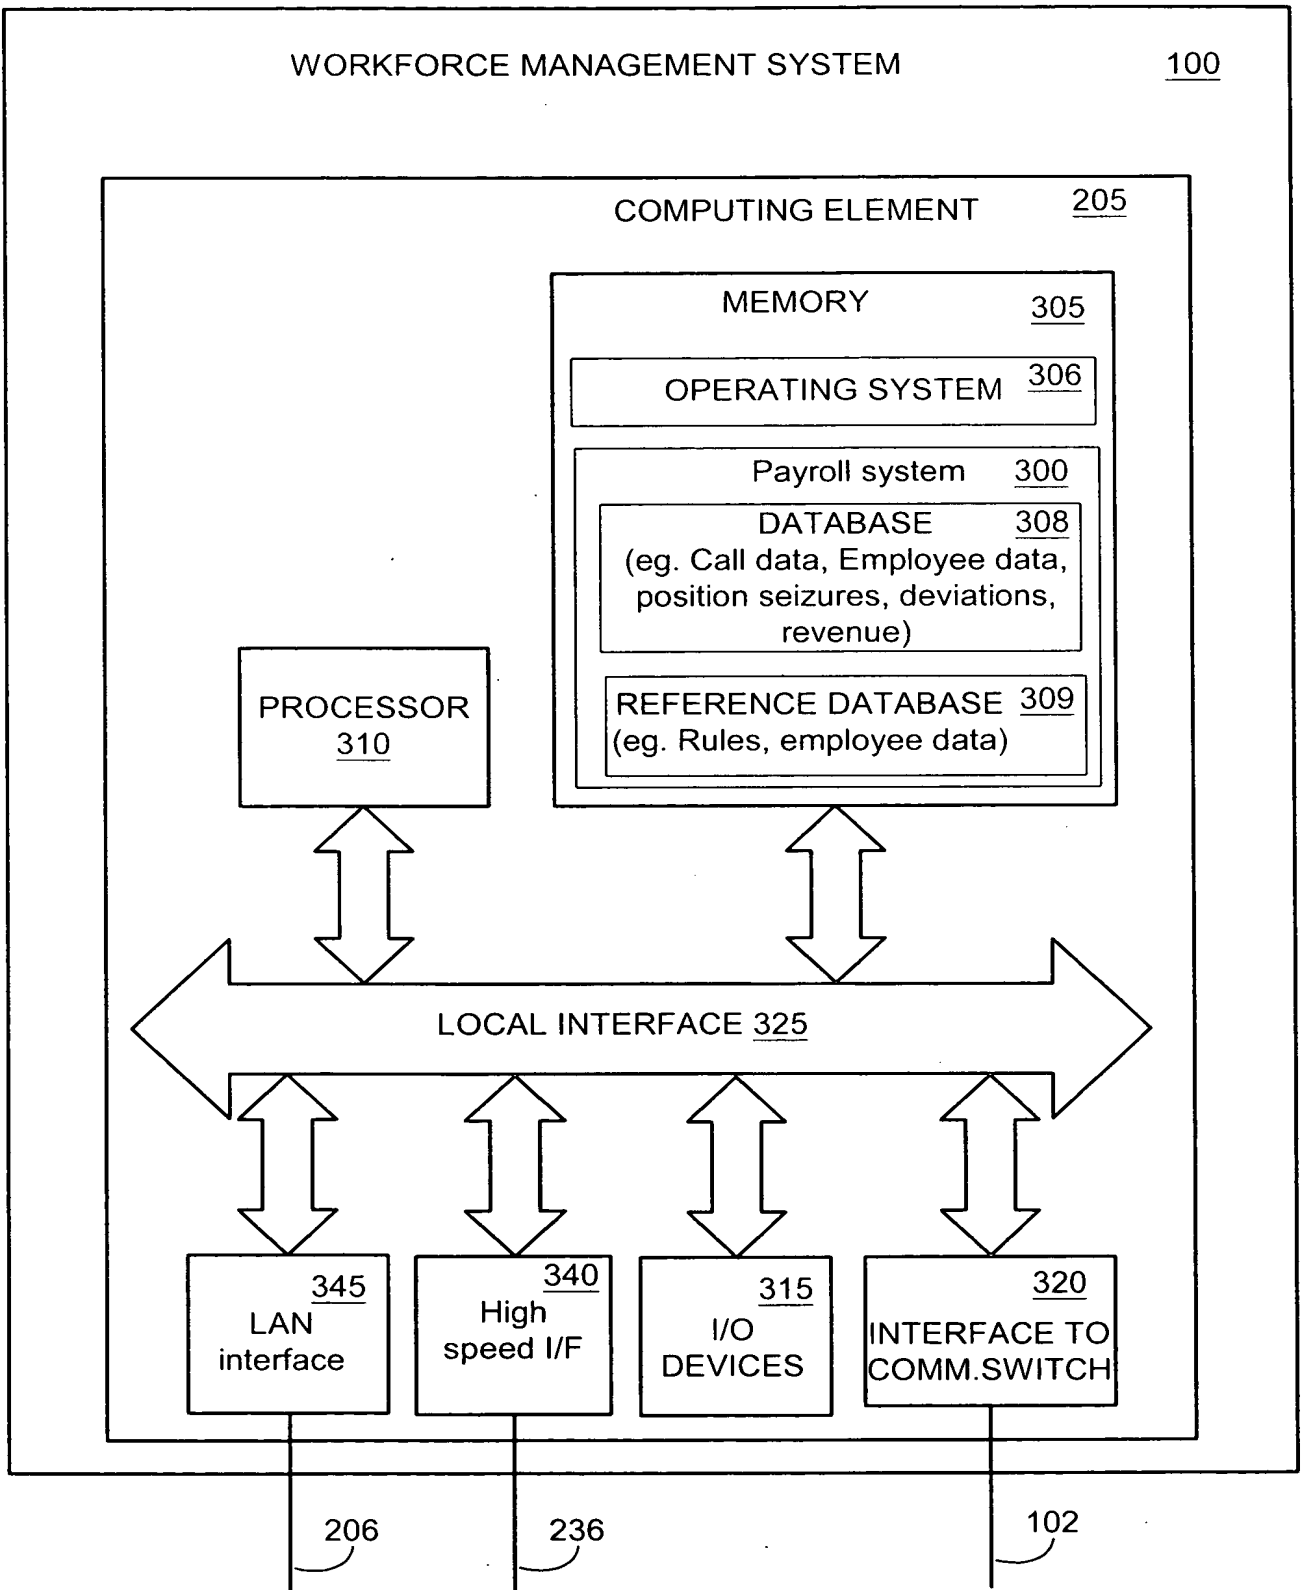 WORKFORCE MANAGEMENT SYSTEM 100
COMPUTING ELEMENT 205
MEMORY 305
OPERATING SYSTEM 306
Payroll system 300
DATABASE 308
(eg. Call data, Employee data,
position seizures, deviations,
revenue)
REFERENCE DATABASE 309
(eg. Rules, employee data)
PROCESSOR
310
LOCAL INTERFACE 325
345
LAN
interface
340
High
speed I/F
315
I/O
DEVICES
320
INTERFACE TO
COMM.SWITCH
206
236
102